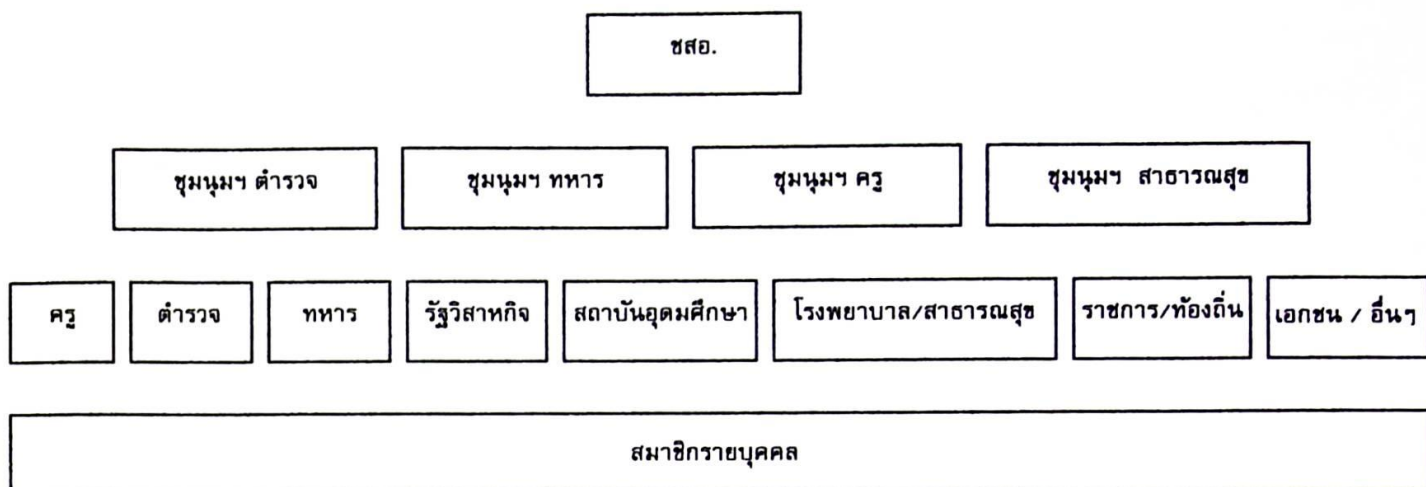 ชสอ.
ชุมนุมฯ ตำรวจ ชุมนุมฯ ทหาร ชุมนุมฯ ครู ชุมนุมฯ สาธารณสุข
ครู ตำรวจ ทหาร รัฐวิสาหกิจ สถาบันอุดมศึกษา โรงพยาบาล/สาธารณสุข ราชการ/ท้องถิ่น เอกชน / อื่นๆ
สมาชิกรายบุคคล